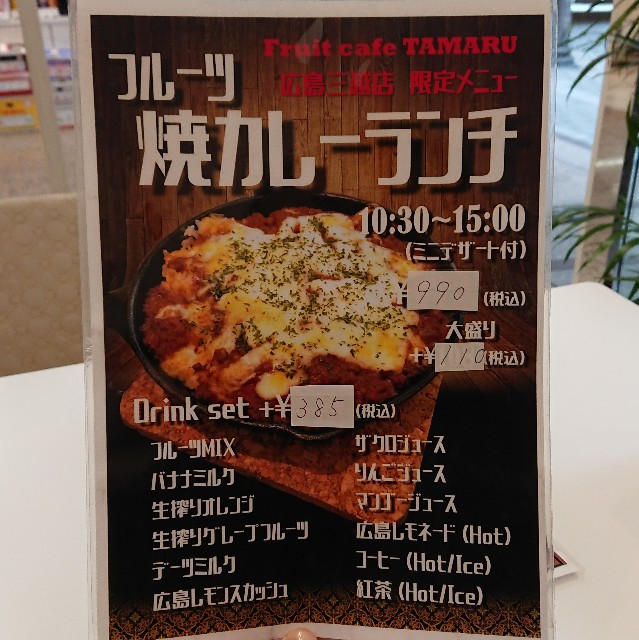 Fruit cafe TAMARU
広島三越店 限定メニュー
フルーツ
焼カレーランチ
10:30~15:00
(ミニデザート付)
¥990 (税込)
大盛り
+¥110(税込)
Drink set +¥385(税込)
フルーツMIX
バナナミルク
生搾りオレンジ
生搾りグレープフルーツ
デーツミルク
広島レモンスカッシュ
ザクロジュース
りんごジュース
マンゴージュース
広島レモネード(Hot)
コーヒー(Hot/Ice)
紅茶(Hot/Ice)